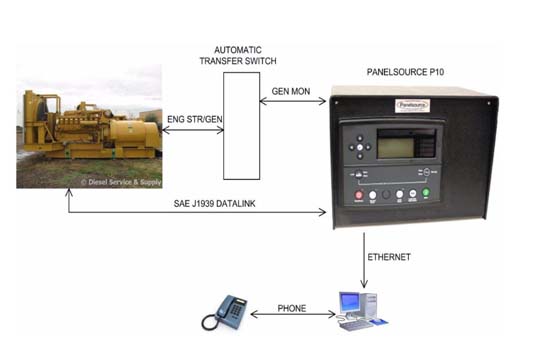 AUTOMATIC
TRANSFER SWITCH
PANELSOURCE P10
GEN MON
ENG STR/GEN
Panelsource
© Diesel Service & Supply
SAE J1939 DATALINK
ETHERNET
PHONE